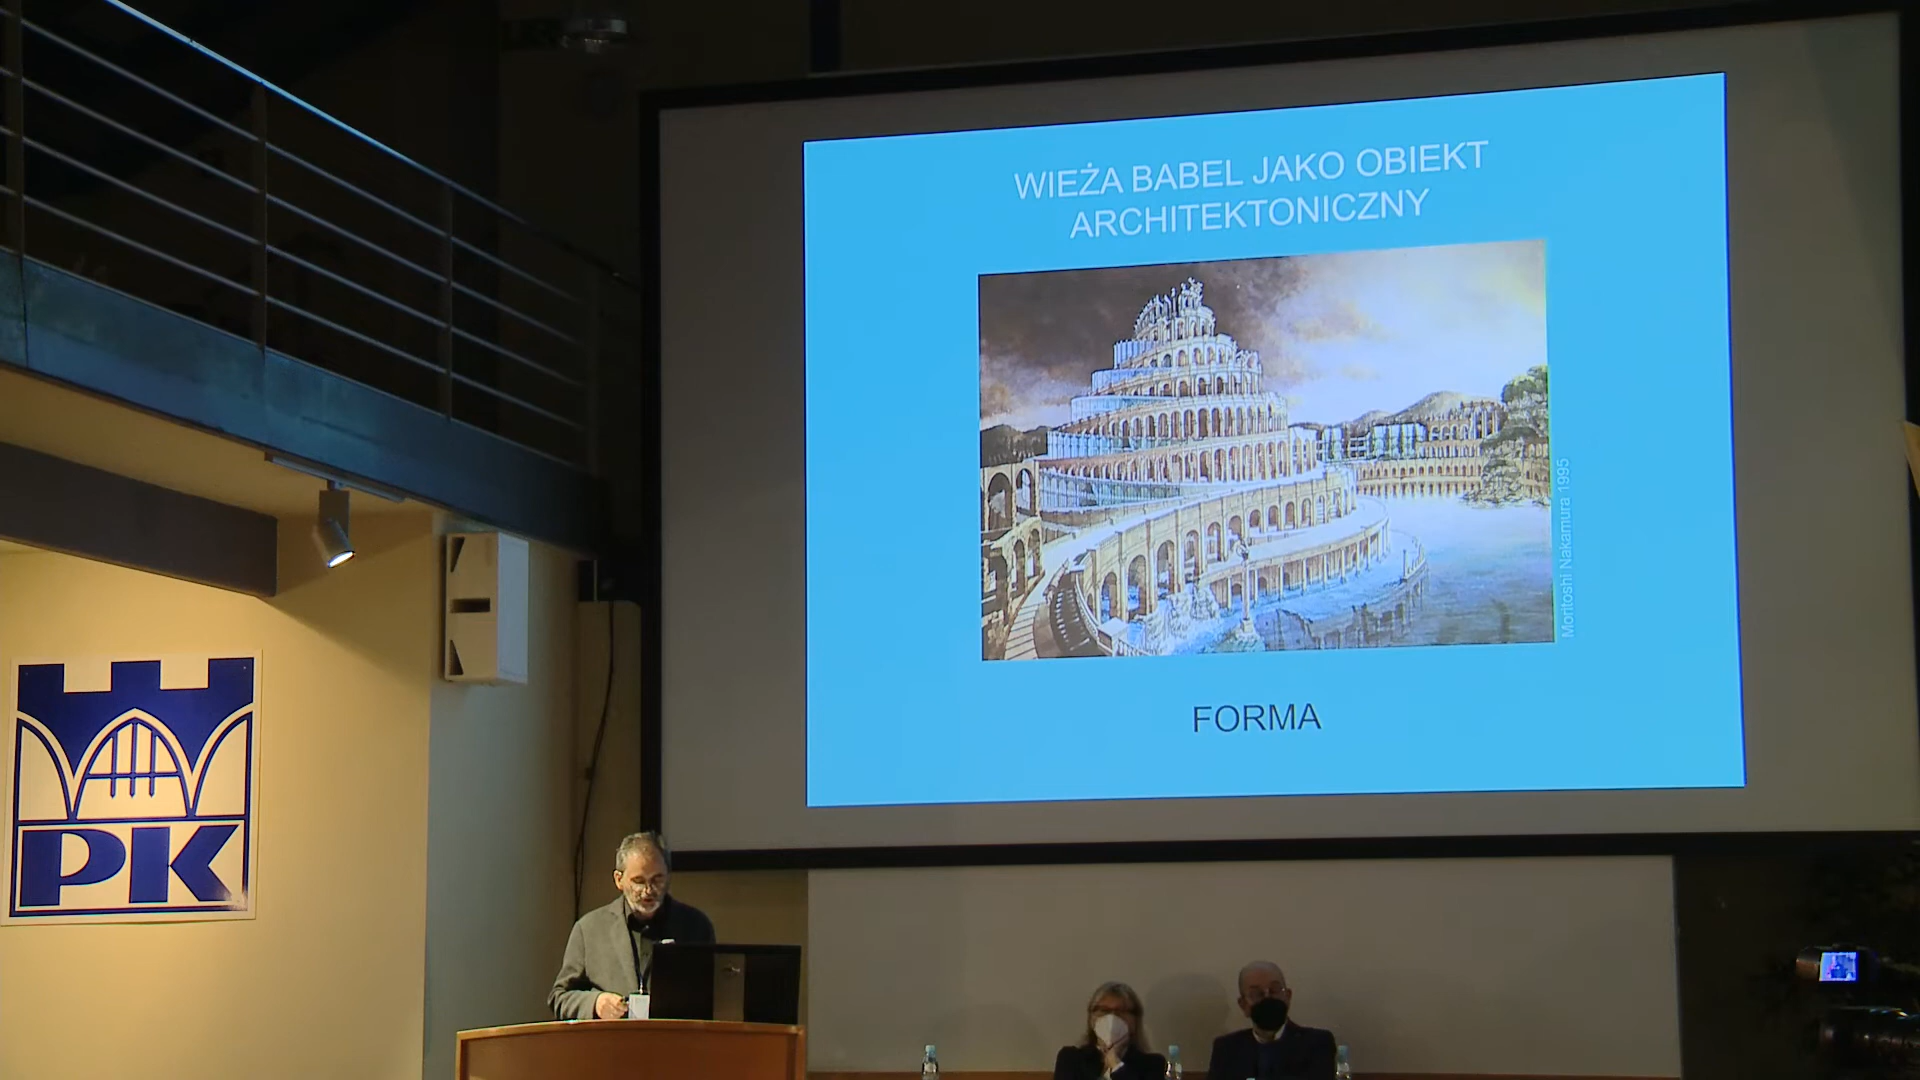 WIEŻA BABEL JAKO OBIEKT
ARCHITEKTONICZNY
Moritoshi Nakamura 1995
FORMA
PK